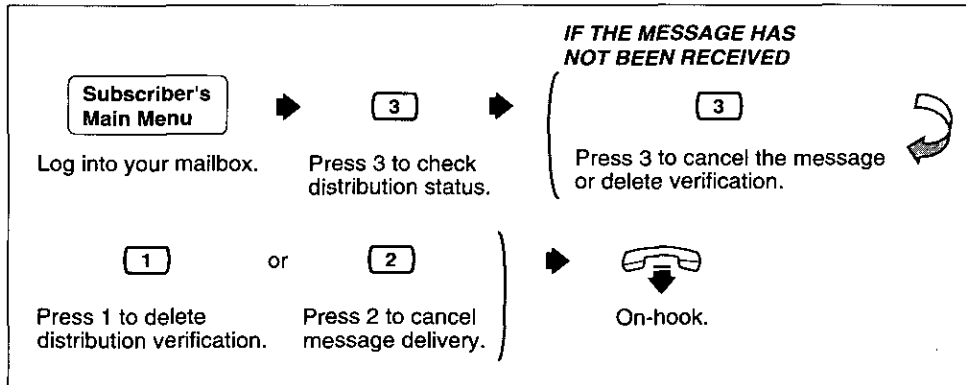 IF THE MESSAGE HAS
NOT BEEN RECEIVED
Subscriber's
Main Menu
3
3
Log into your mailbox.
Press 3 to check
distribution status.
Press 3 to cancel the message
or delete verification.
1
or
2
Press 1 to delete
distribution verification.
Press 2 to cancel
message delivery.
On-hook.